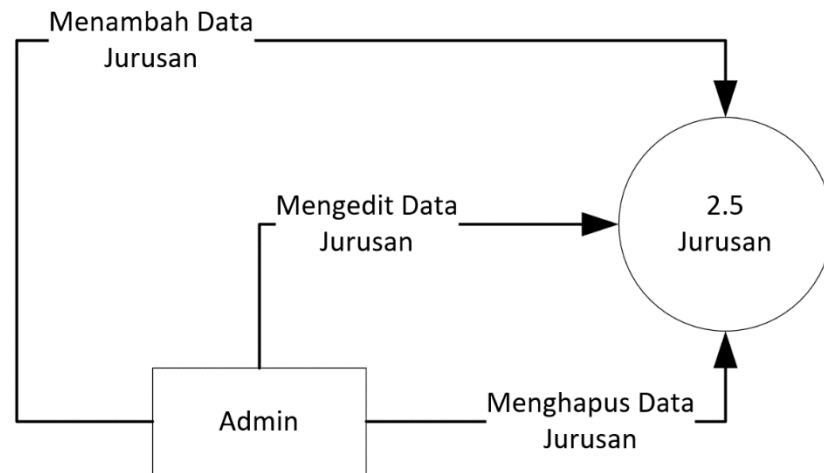 Menambah Data
Jurusan
Mengedit Data
Jurusan
2.5
Jurusan
Admin
Menghapus Data
Jurusan